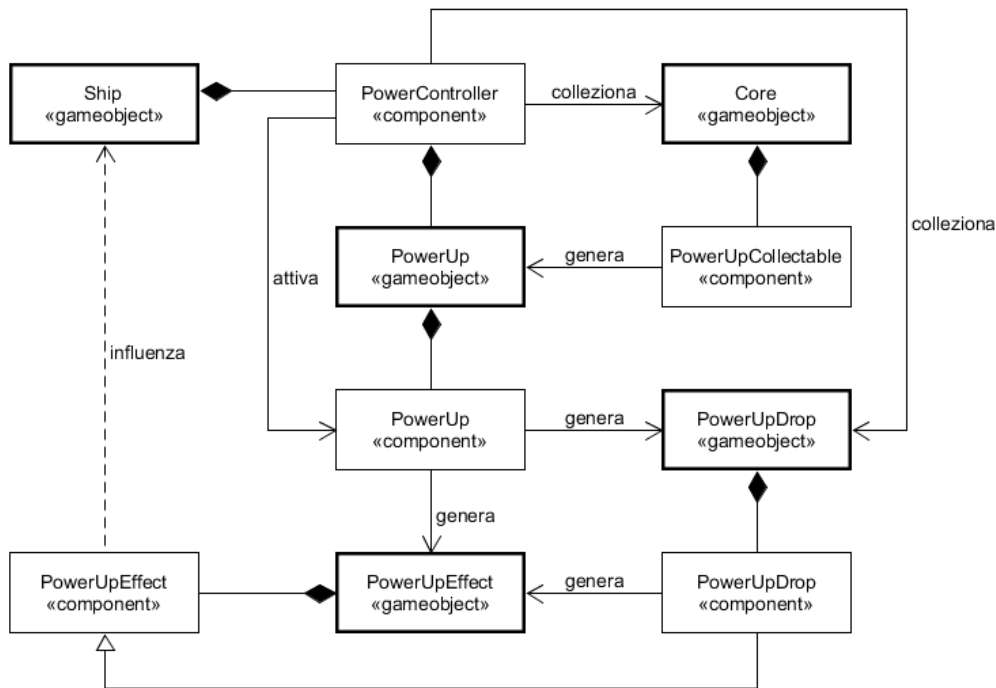 Ship
«gameobject»
PowerController
«component»
colleziona
Core
«gameobject»
colleziona
PowerUp
«gameobject»
genera
PowerUpCollectable
«component»
attiva
influenza
PowerUp
«component»
genera
PowerUpDrop
«gameobject»
genera
PowerUpEffect
«component»
PowerUpEffect
«gameobject»
genera
PowerUpDrop
«component»